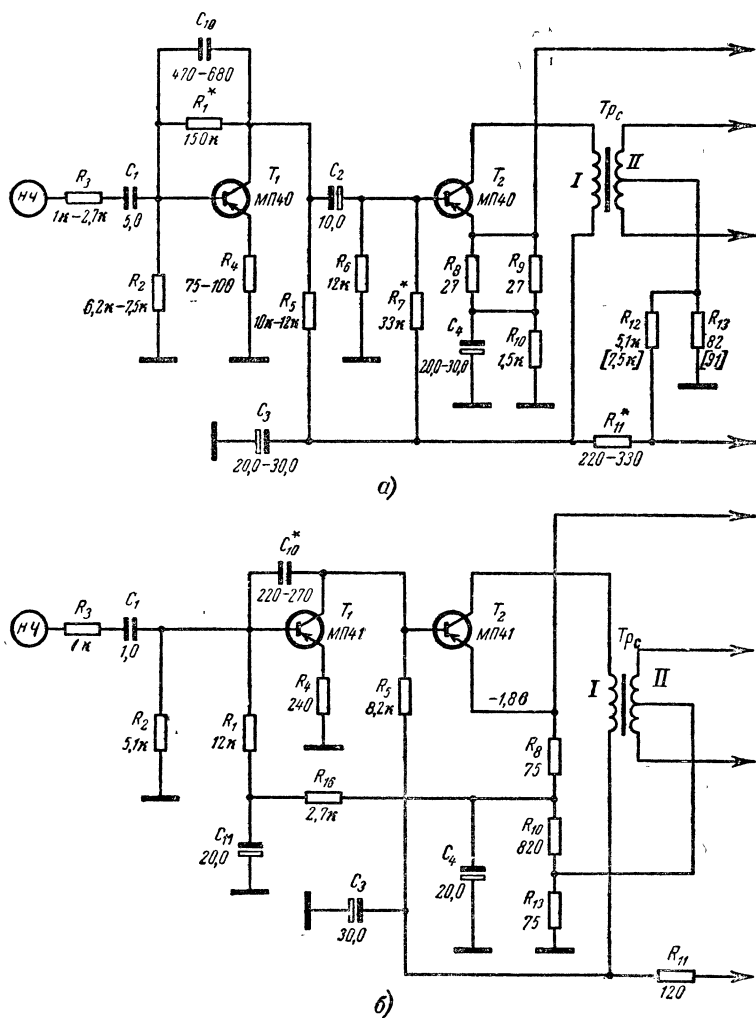 C₁₀
470–680
R₁*
150к
НЧ
R₃
1к–2,7к
C₁
5,0
T₁
МП40
C₂
10,0
T₂
МП40
Трс
I
II
R₂
6,2к–7,5к
R₄
75–100
R₅
10к–12к
R₆
12к
R₇*
33к
R₈
27
R₉
27
C₄
20,0–30,0
R₁₀
1,5к
R₁₂
5,1к
[7,5к]
R₁₃
82
[91]
C₃
20,0–30,0
R₁₁*
220–330
а)
C₁₀*
220–270
НЧ
R₃
1к
C₁
1,0
T₁
МП41
T₂
МП41
Трс
I
II
R₂
5,1к
R₁
12к
R₄
240
R₅
8,2к
–1,8в
R₈
75
R₁₆
2,7к
R₁₀
820
C₁₁
20,0
C₄
20,0
C₃
30,0
R₁₃
75
R₁₁
120
б)